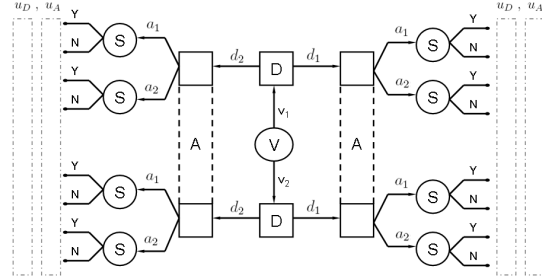 u_D , u_A u_D , u_A
Y a_1 a_1 Y
S S
N d_2 D d_1 N
Y a_2 a_2 Y
S S
N N
v_1
A V A
v_2
Y a_1 a_1 Y
S S
N d_2 D d_1 N
Y a_2 a_2 Y
S S
N N